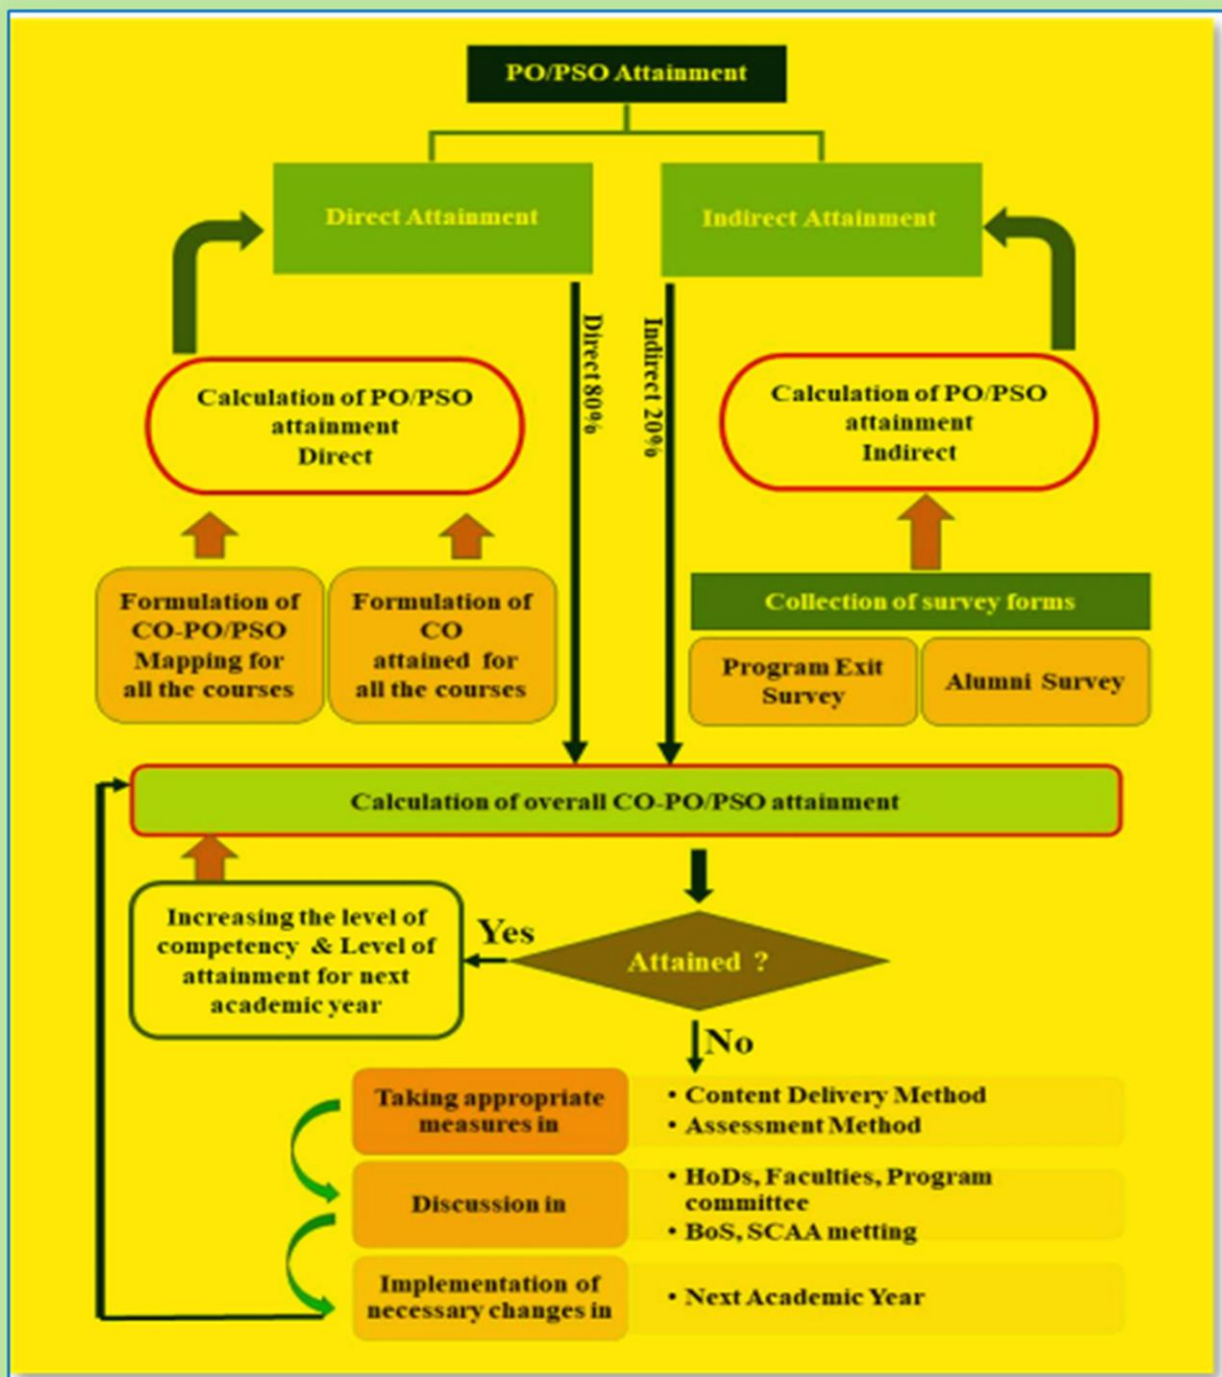 PO/PSO Attainment
Direct Attainment
Indirect Attainment
Direct 80%
Indirect 20%
Calculation of PO/PSO
attainment
Direct
Calculation of PO/PSO
attainment
Indirect
Formulation of
CO-PO/PSO
Mapping for
all the courses
Formulation of
CO
attained for
all the courses
Collection of survey forms
Program Exit
Survey
Alumni Survey
Calculation of overall CO-PO/PSO attainment
Increasing the level of
competency & Level of
attainment for next
academic year
Yes
Attained ?
No
Taking appropriate
measures in
• Content Delivery Method
• Assessment Method
Discussion in
• HoDs, Faculties, Program
committee
• BoS, SCAA metting
Implementation of
necessary changes in
• Next Academic Year